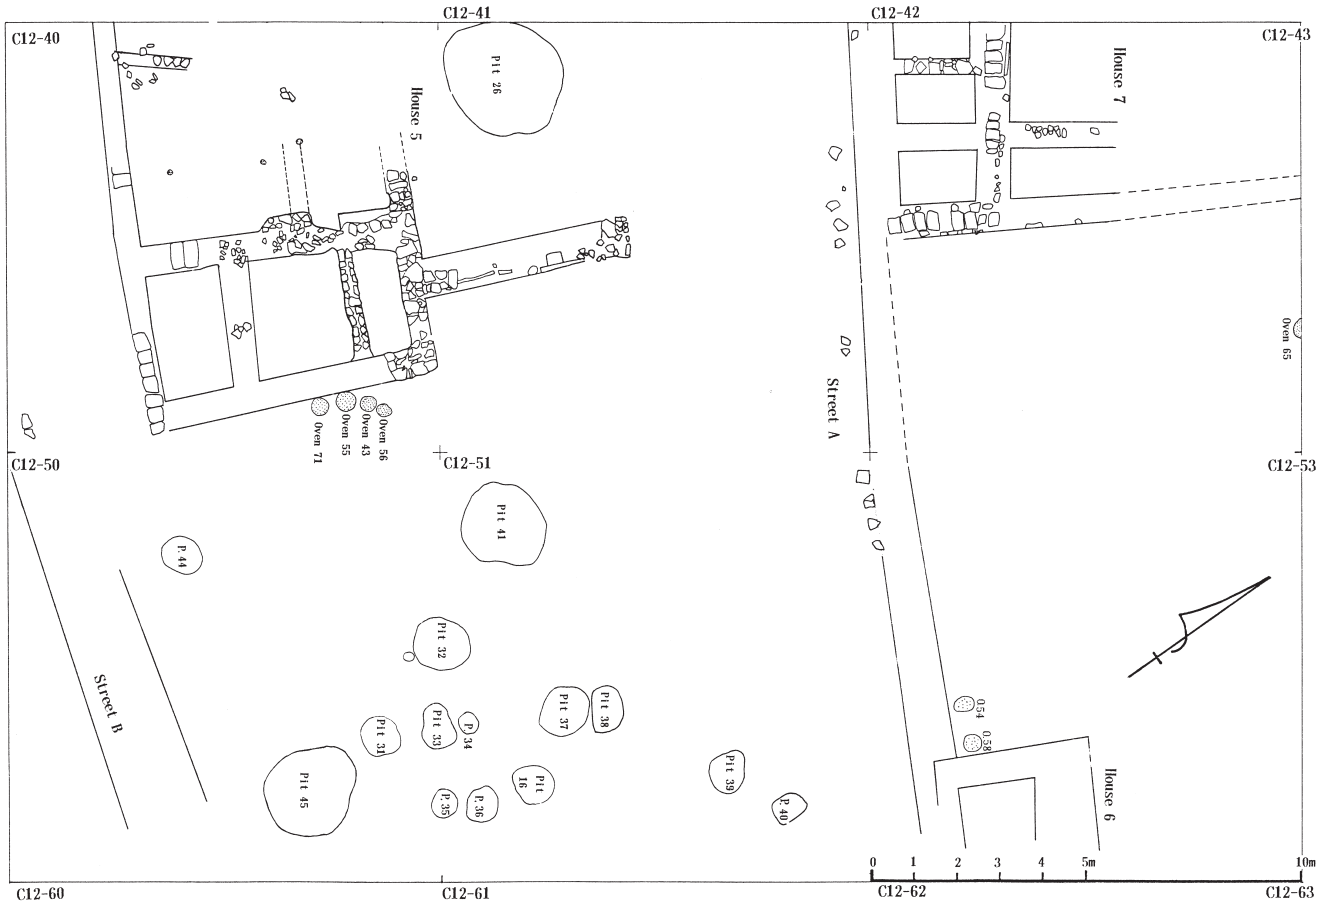 C12-40
C12-41
C12-42
C12-43
Pit 26
House 5
House 7
Oven 65
Street A
Oven 71
Oven 55
Oven 43
Oven 56
C12-50
C12-51
C12-53
Pit 41
P.44
Pit 32
Street B
Pit 31
Pit 33
P.
34
Pit 37
Pit 38
Pit 45
P.35
P.36
Pit
16
Pit 39
P.40
0.54
0.58
House 6
0 1 2 3 4 5m 10m
C12-60
C12-61
C12-62
C12-63